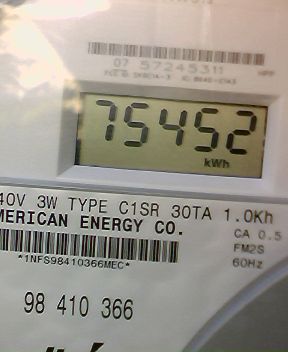 07 57245311
75452
kWh
40V 3W TYPE C1SR 30TA 1.0Kh
MERICAN ENERGY CO.
CA 0.5
FM2S
*1NFS98410366MEC*
60Hz
98 410 366